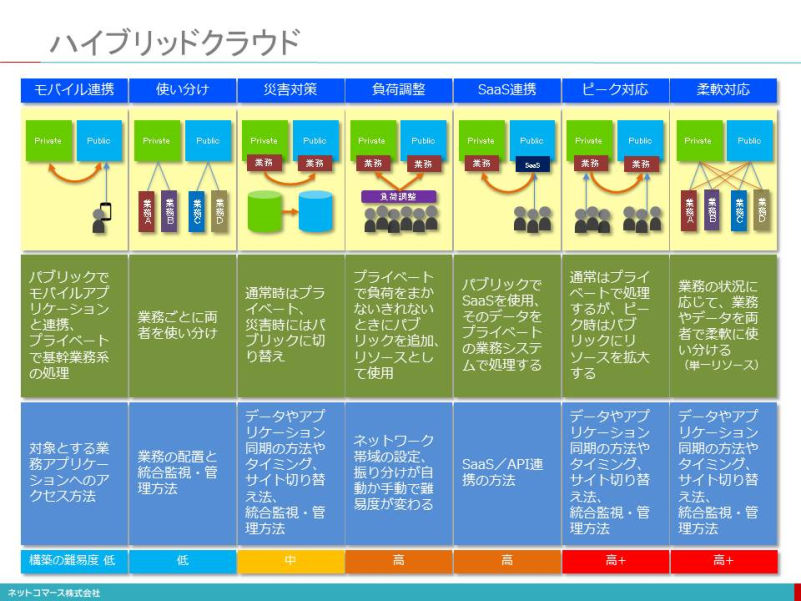 ハイブリッドクラウド
モバイル連携
使い分け
災害対策
負荷調整
SaaS連携
ピーク対応
柔軟対応
Private
Public
Private
Public
Private
Public
Private
Public
Private
Public
Private
Public
Private
Public
業務
業務
業務
業務
業務
SaaS
業務
業務
業務A
業務B
業務C
業務D
負荷調整
業務A
業務B
業務C
業務D
パブリックで
モバイルアプ
リケーション
と連携、
プライベート
で基幹業務系
の処理
業務ごとに両
者を使い分け
通常時はプラ
イベート、
災害時にはパ
ブリックに切
り替え
プライベート
で負荷をまか
ないきれない
ときにパブ
リックを追加、
リソースとし
て使用
パブリックで
SaaSを使用、
そのデータを
プライベート
の業務システ
ムで処理する
通常はプライ
ベートで処理
するが、ピー
ク時はパブ
リックにリ
ソースを拡大
する
業務の状況に
応じて、業務
やデータを両
者で柔軟に使
い分ける
（単一リソース）
対象とする業
務アプリケー
ションへのア
クセス方法
業務の配置と
統合監視・管
理方法
データやアプ
リケーション
同期の方法や
タイミング、
サイト切り替
え法、
統合監視・管
理方法
ネットワーク
帯域の設定、
振り分けが自
動か手動で難
易度が変わる
SaaS／API連
携の方法
データやアプ
リケーション
同期の方法や
タイミング、
サイト切り替
え法、
統合監視・管
理方法
データやアプ
リケーション
同期の方法や
タイミング、
サイト切り替
え法、
統合監視・管
理方法
構築の難易度 低
低
中
高
高
高+
高+
ネットコマース株式会社